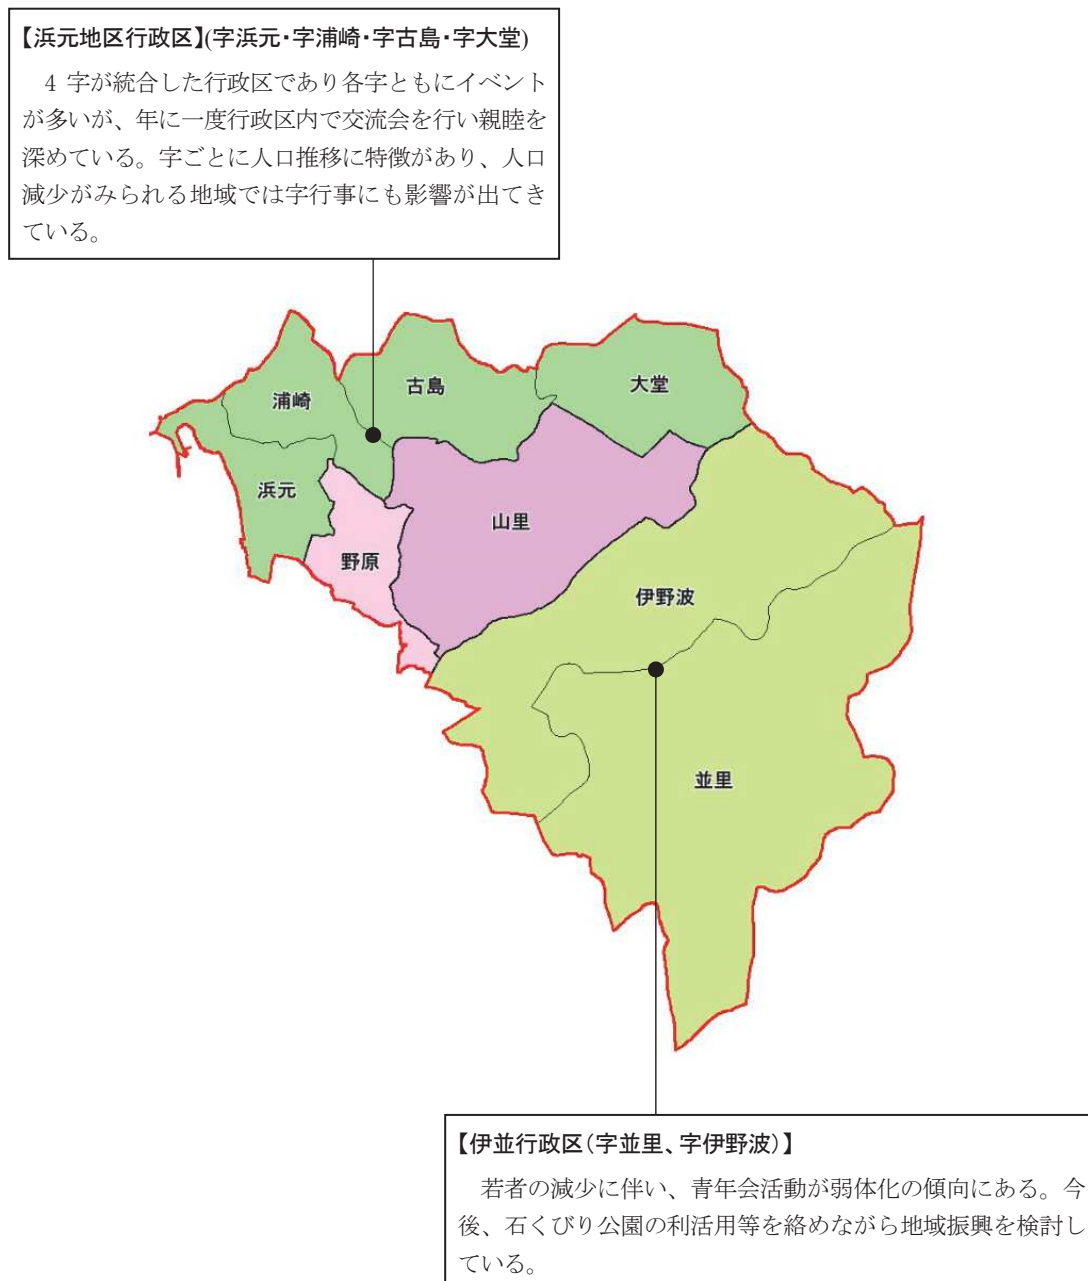 【浜元地区行政区】(字浜元・字浦崎・字古島・字大堂)
4 字が統合した行政区であり各字ともにイベント
が多いが、年に一度行政区内で交流会を行い親睦を
深めている。字ごとに人口推移に特徴があり、人口
減少がみられる地域では字行事にも影響が出てき
ている。
古島
大堂
浦崎
浜元
山里
野原
伊野波
並里
【伊並行政区(字並里、字伊野波)】
若者の減少に伴い、青年会活動が弱体化の傾向にある。今
後、石くびり公園の利活用等を絡めながら地域振興を検討し
ている。